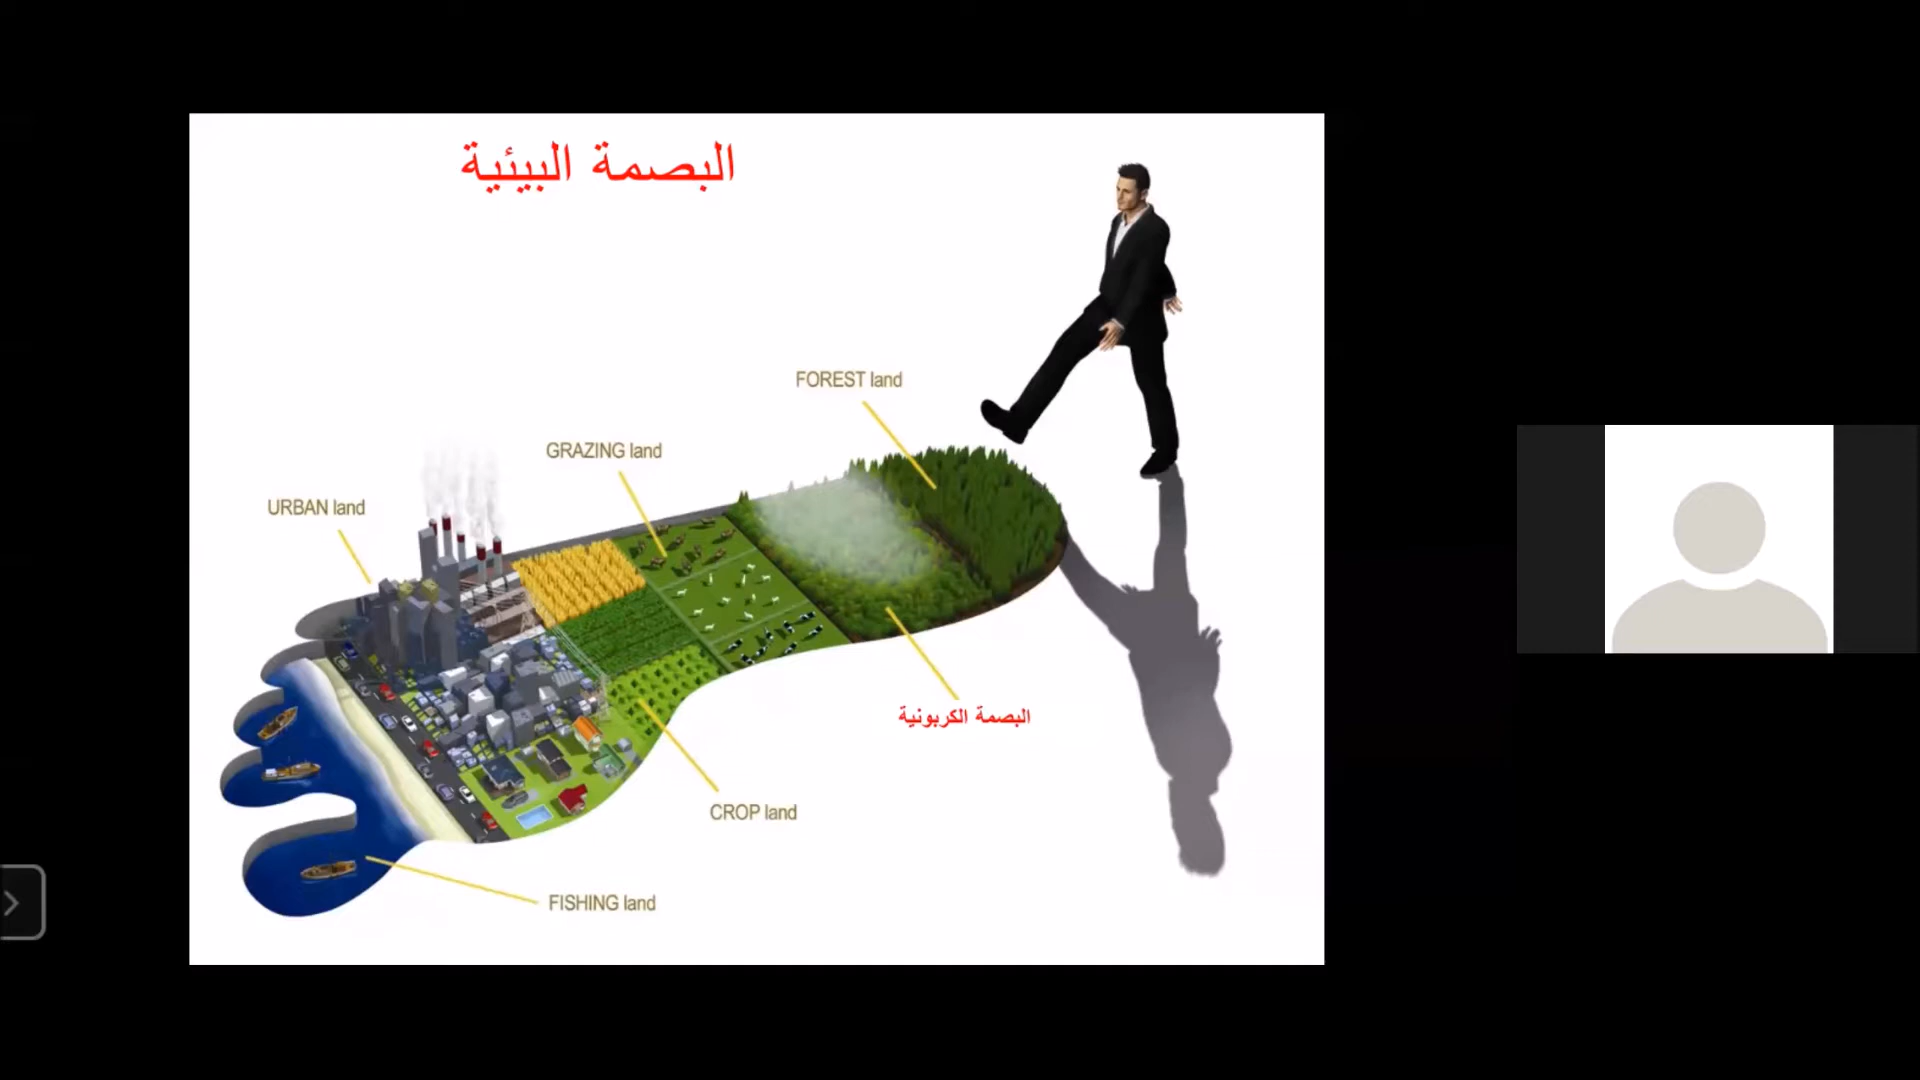 البصمة البيئية
FOREST land
GRAZING land
URBAN land
البصمة الكربونية
CROP land
FISHING land